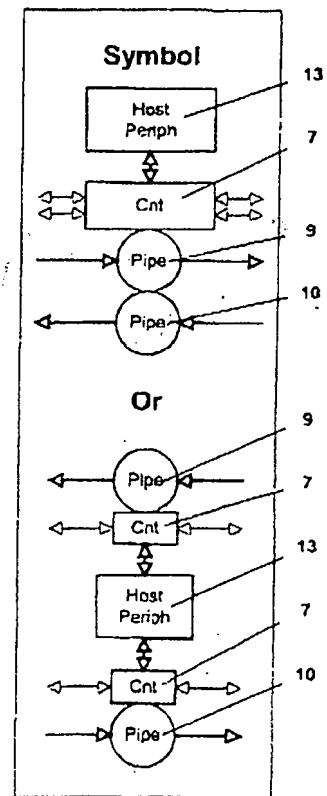 Symbol
13
Host
Periph
7
Cnt
9
Pipe
10
Pipe
Or
9
Pipe
7
Cnt
13
Host
Periph
7
Cnt
10
Pipe